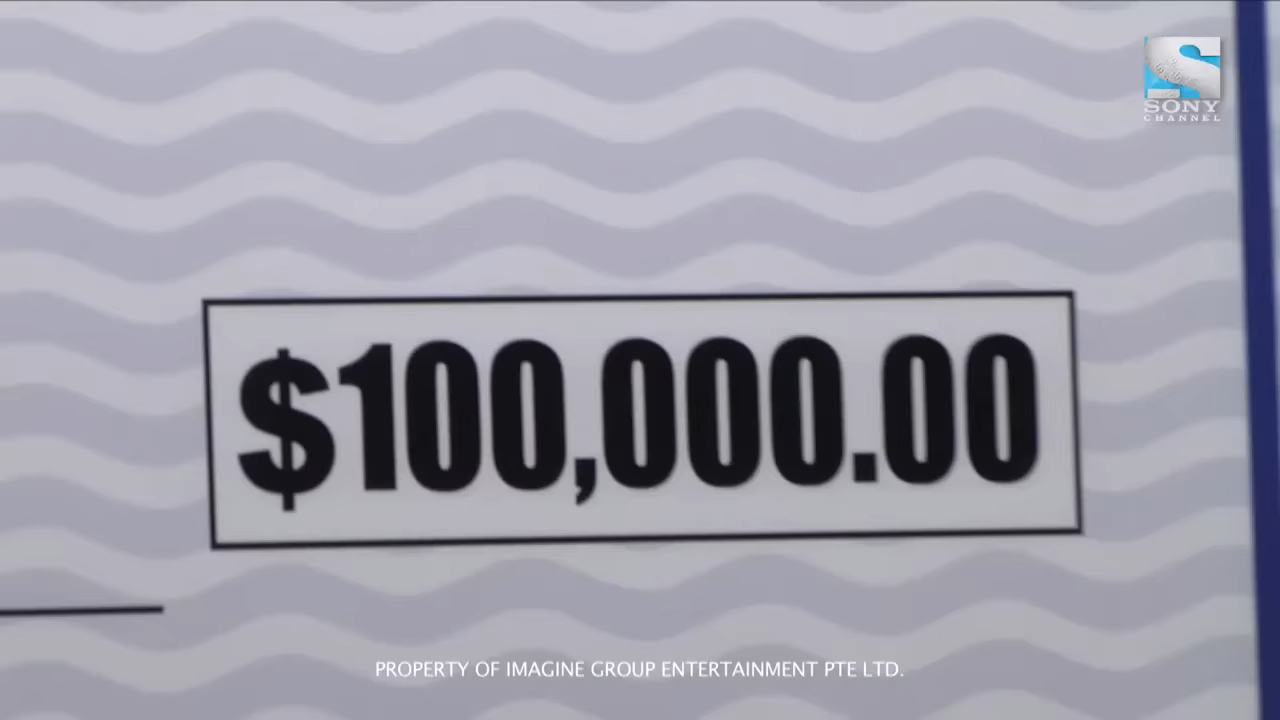 SONY
CHANNEL
$100,000.00
PROPERTY OF IMAGINE GROUP ENTERTAINMENT PTE LTD.